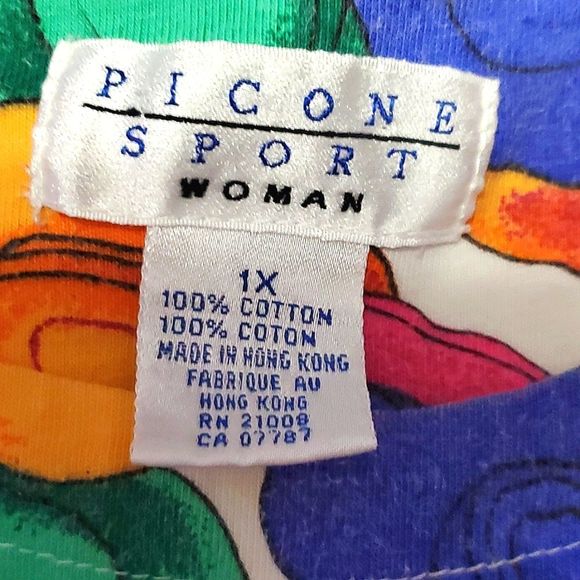 PICONE
SPORT
WOMAN
1X
100% COTTON
100% COTON
MADE IN HONG KONG
FABRIQUE AU
HONG KONG
RN 21008
CA 07787